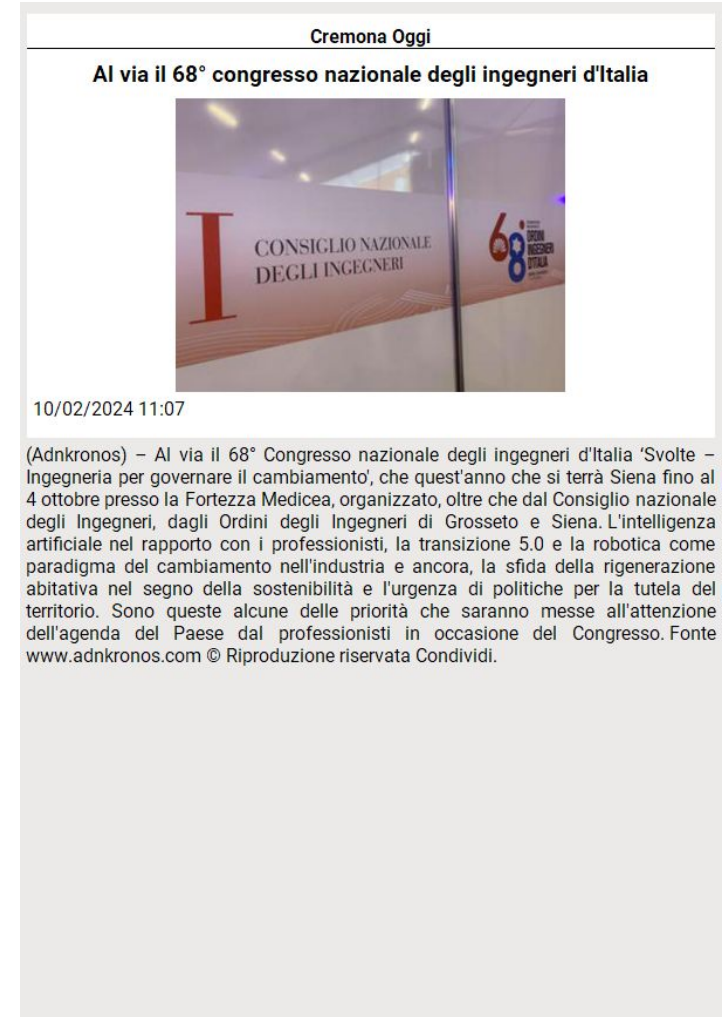 Cremona Oggi
Al via il 68° congresso nazionale degli ingegneri d'Italia
I
CONSIGLIO NAZIONALE
DEGLI INGEGNERI
68°
ORDINI
INGEGNERI
D'ITALIA
10/02/2024 11:07
(Adnkronos) – Al via il 68° Congresso nazionale degli ingegneri d'Italia ‘Svolte –
Ingegneria per governare il cambiamento', che quest'anno che si terrà Siena fino al
4 ottobre presso la Fortezza Medicea, organizzato, oltre che dal Consiglio nazionale
degli Ingegneri, dagli Ordini degli Ingegneri di Grosseto e Siena. L'intelligenza
artificiale nel rapporto con i professionisti, la transizione 5.0 e la robotica come
paradigma del cambiamento nell'industria e ancora, la sfida della rigenerazione
abitativa nel segno della sostenibilità e l'urgenza di politiche per la tutela del
territorio. Sono queste alcune delle priorità che saranno messe all'attenzione
dell'agenda del Paese dal professionisti in occasione del Congresso. Fonte
www.adnkronos.com © Riproduzione riservata Condividi.